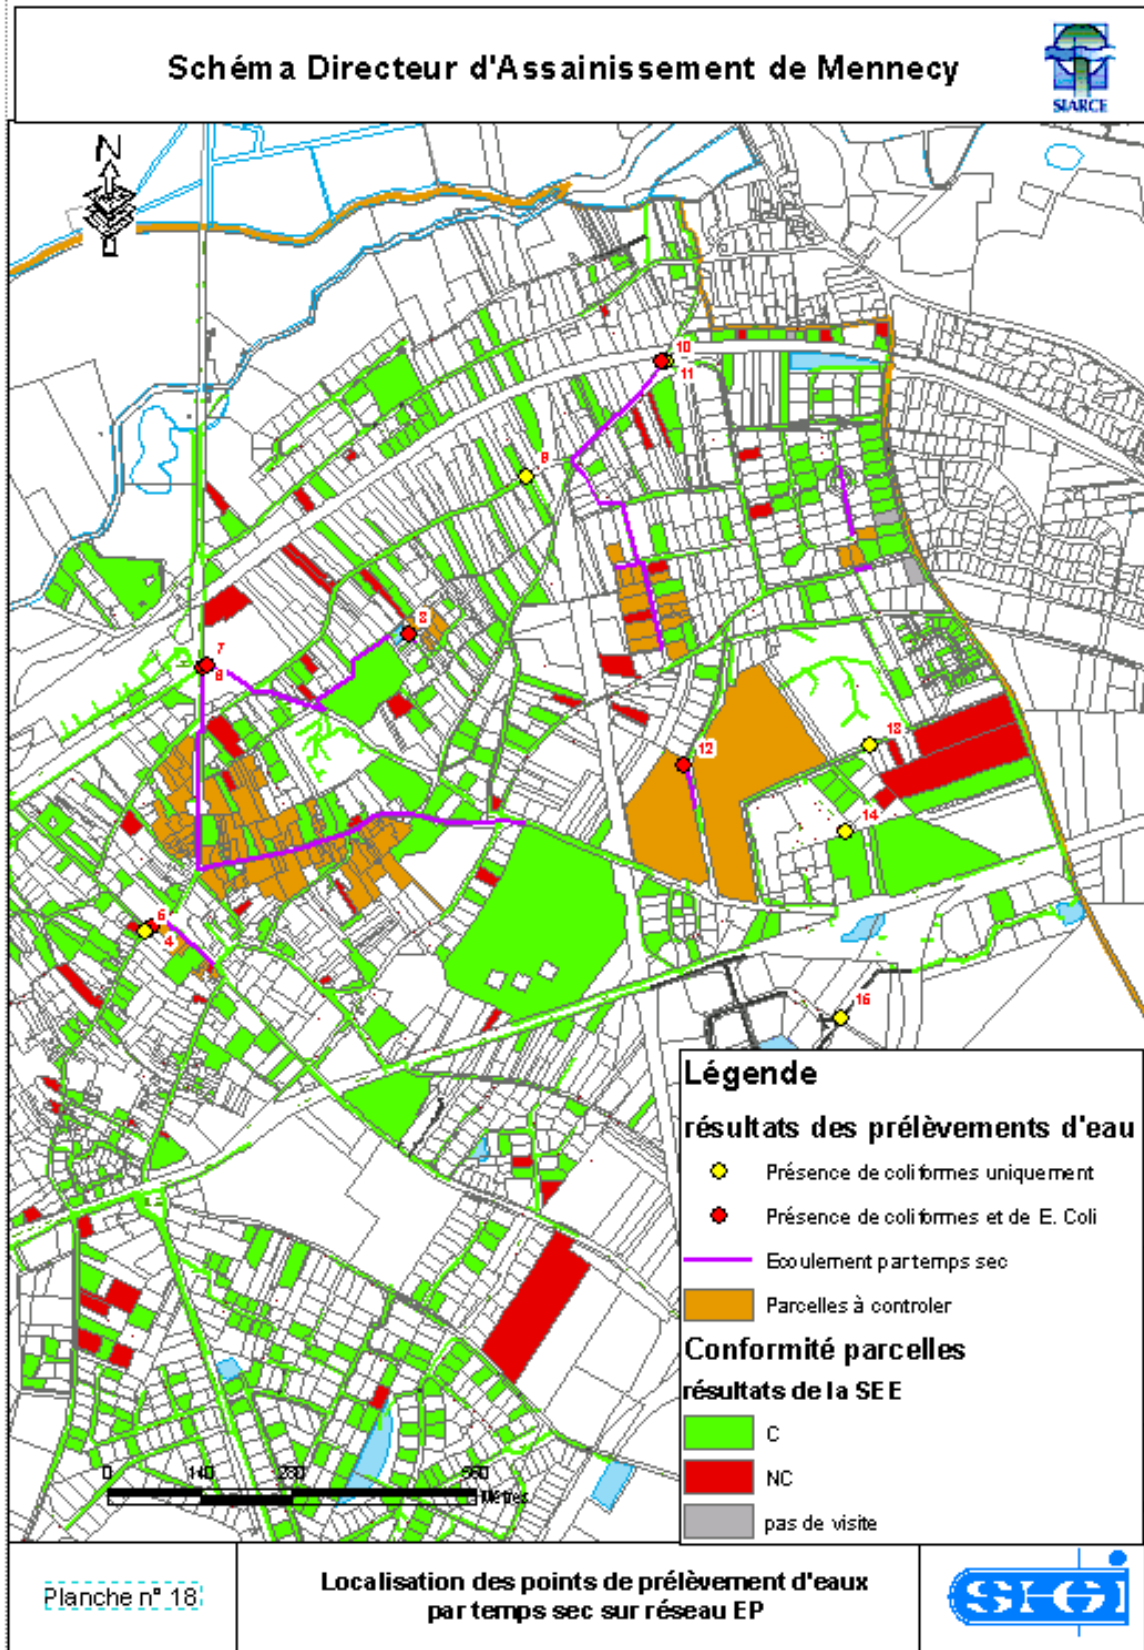 Schéma Directeur d'Assainissement de Mennecy
SIARCE
N
10
11
9
3
7
8
12
13
14
6
4
16
Légende
résultats des prélèvements d'eau
Présence de coliformes uniquement
Présence de coliformes et de E. Coli
Ecoulement par temps sec
Parcelles à controler
Conformité parcelles
résultats de la SEE
C
NC
pas de visite
0 140 280 560
Mètres
Planche n° 18
Localisation des points de prélèvement d'eaux
par temps sec sur réseau EP